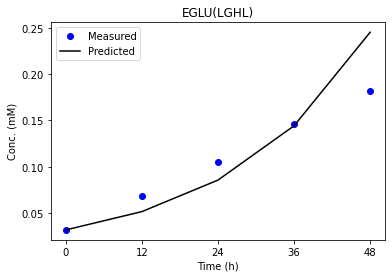 EGLU(LGHL)
Measured
Predicted
0.25
0.20
0.15
0.10
0.05
Conc. (mM)
0 12 24 36 48
Time (h)